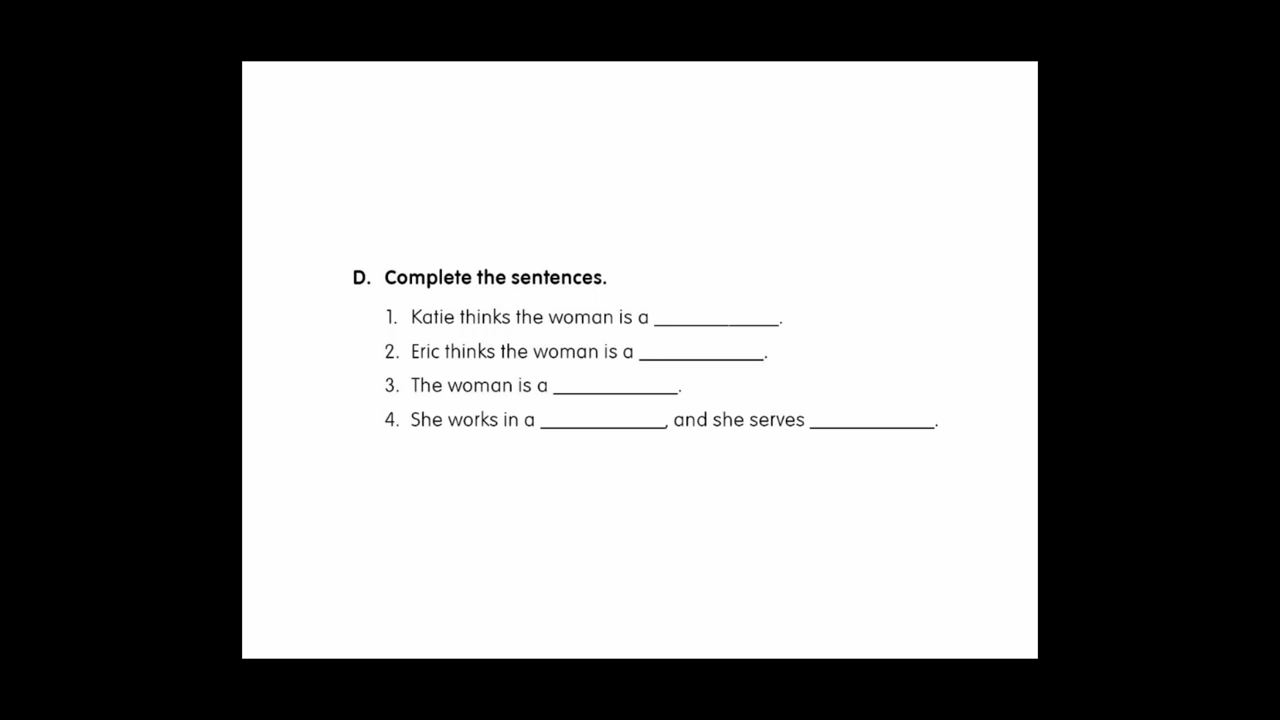 D. Complete the sentences.
1. Katie thinks the woman is a ____________.
2. Eric thinks the woman is a ____________.
3. The woman is a ____________.
4. She works in a ____________, and she serves ____________.